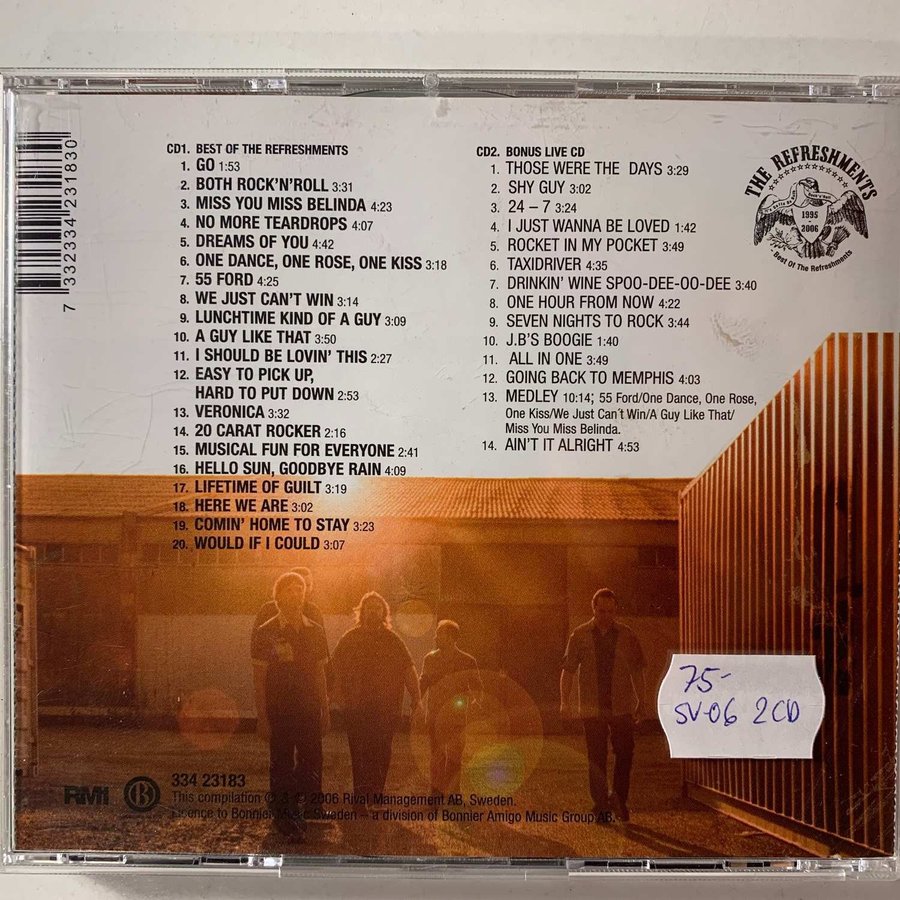 7 332334 231830
CD1. BEST OF THE REFRESHMENTS
1. GO 1:53
2. BOTH ROCK'N'ROLL 3:31
3. MISS YOU MISS BELINDA 4:23
4. NO MORE TEARDROPS 4:07
5. DREAMS OF YOU 4:42
6. ONE DANCE, ONE ROSE, ONE KISS 3:18
7. 55 FORD 4:25
8. WE JUST CAN'T WIN 3:14
9. LUNCHTIME KIND OF A GUY 3:09
10. A GUY LIKE THAT 3:50
11. I SHOULD BE LOVIN' THIS 2:27
12. EASY TO PICK UP,
HARD TO PUT DOWN 2:53
13. VERONICA 3:32
14. 20 CARAT ROCKER 2:16
15. MUSICAL FUN FOR EVERYONE 2:41
16. HELLO SUN, GOODBYE RAIN 4:09
17. LIFETIME OF GUILT 3:19
18. HERE WE ARE 3:02
19. COMIN' HOME TO STAY 3:23
20. WOULD IF I COULD 3:07
CD2. BONUS LIVE CD
1. THOSE WERE THE DAYS 3:29
2. SHY GUY 3:02
3. 24 – 7 3:24
4. I JUST WANNA BE LOVED 1:42
5. ROCKET IN MY POCKET 3:49
6. TAXIDRIVER 4:35
7. DRINKIN' WINE SPOO-DEE-OO-DEE 3:40
8. ONE HOUR FROM NOW 4:22
9. SEVEN NIGHTS TO ROCK 3:44
10. J.B'S BOOGIE 1:40
11. ALL IN ONE 3:49
12. GOING BACK TO MEMPHIS 4:03
13. MEDLEY 10:14; 55 Ford/One Dance, One Rose,
One Kiss/We Just Can´t Win/A Guy Like That/
Miss You Miss Belinda.
14. AIN'T IT ALRIGHT 4:53
THE REFRESHMENTS
1995
-
2006
Best Of The Refreshments
75-
SV-06 2CD
RMI B
334 23183
This compilation ℗ & © 2006 Rival Management AB, Sweden.
Licence to Bonnier Music Sweden – a division of Bonnier Amigo Music Group AB.